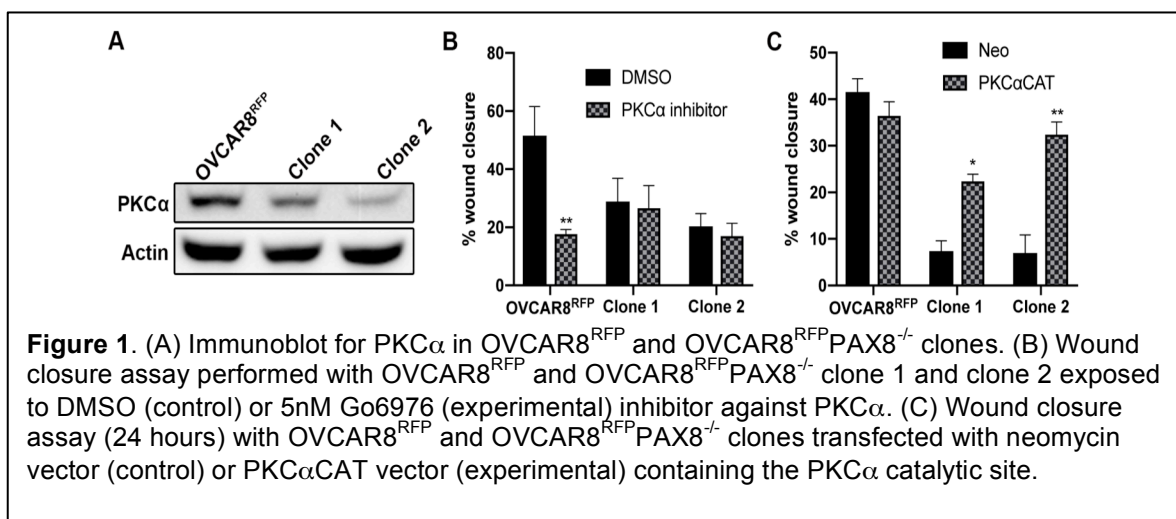 A
OVCAR8RFP
Clone 1
Clone 2
PKCα
Actin
B
% wound closure
80
60
40
20
0
DMSO
PKCα inhibitor
**
OVCAR8RFP
Clone 1
Clone 2
C
% wound closure
50
40
30
20
10
0
Neo
PKCαCAT
*
**
OVCAR8RFP
Clone 1
Clone 2
Figure 1. (A) Immunoblot for PKCα in OVCAR8RFP and OVCAR8RFPPAX8-/- clones. (B) Wound
closure assay performed with OVCAR8RFP and OVCAR8RFPPAX8-/- clone 1 and clone 2 exposed
to DMSO (control) or 5nM Go6976 (experimental) inhibitor against PKCα. (C) Wound closure
assay (24 hours) with OVCAR8RFP and OVCAR8RFPPAX8-/- clones transfected with neomycin
vector (control) or PKCαCAT vector (experimental) containing the PKCα catalytic site.